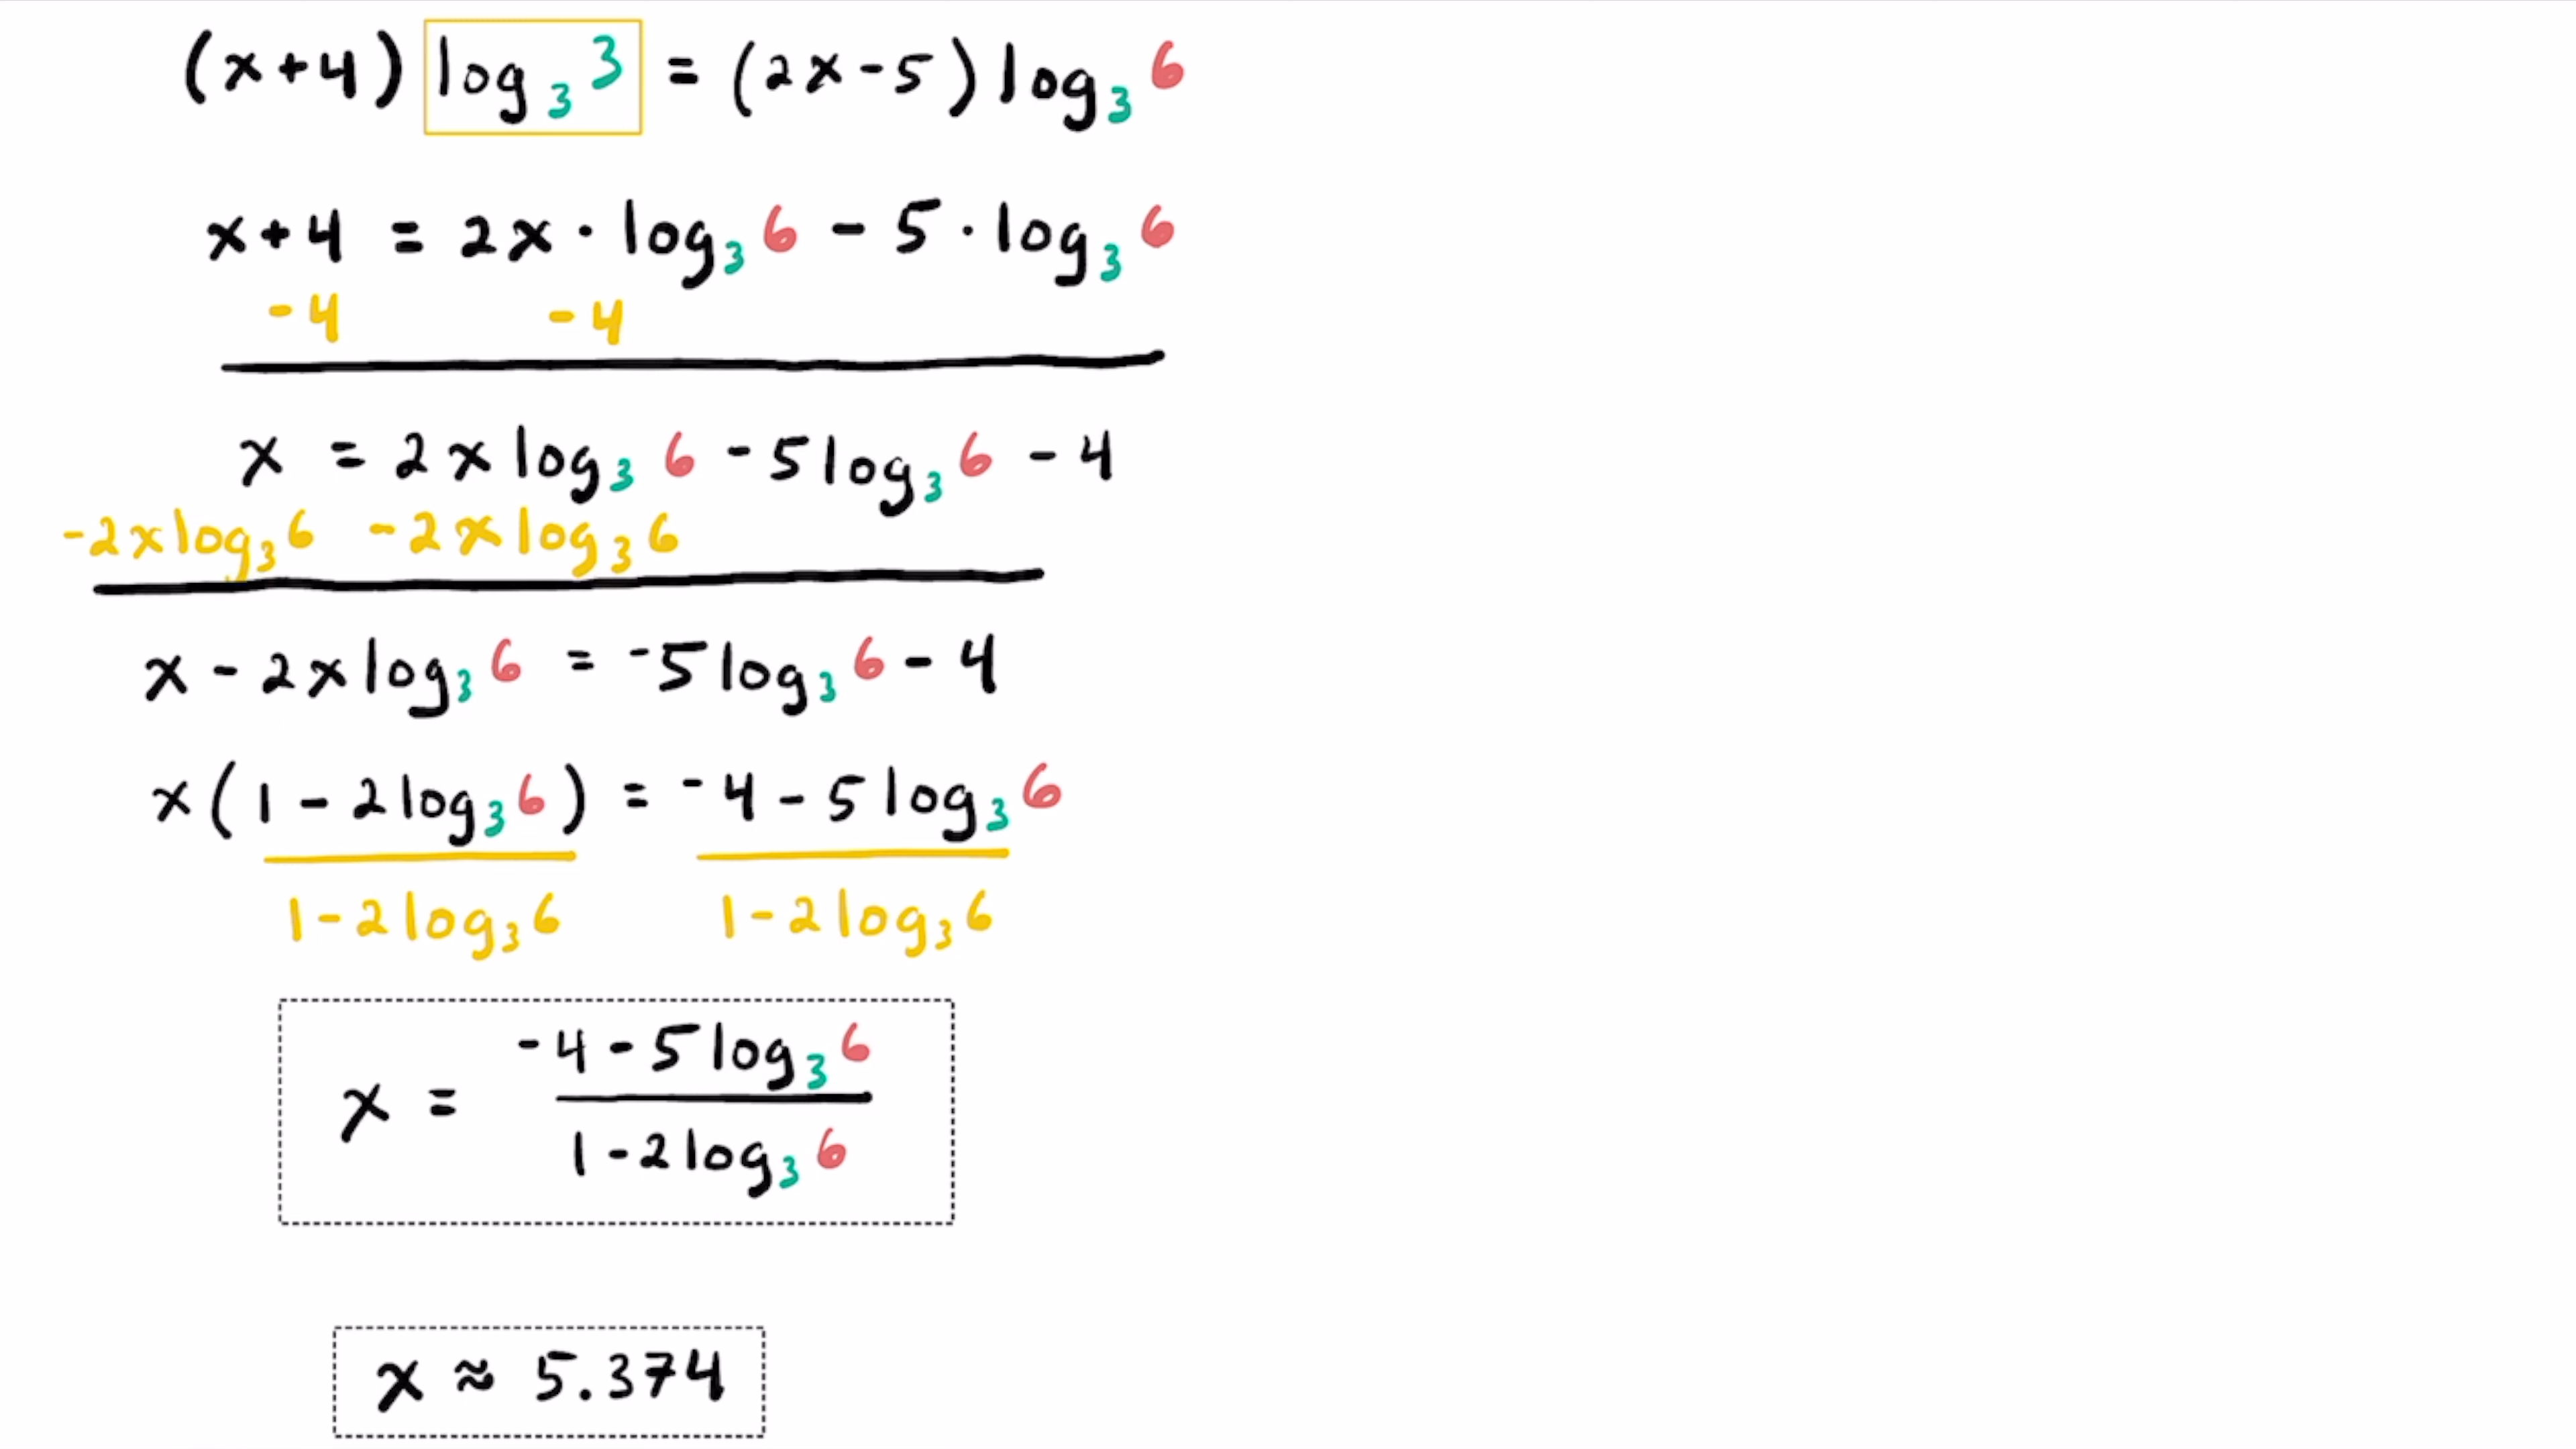 (x+4) log₃3 = (2x-5) log₃6
x+4 = 2x · log₃6 - 5 · log₃6
-4 -4
x = 2x log₃6 - 5 log₃6 - 4
-2x log₃6 -2x log₃6
x - 2x log₃6 = -5 log₃6 - 4
x(1 - 2 log₃6) = -4 - 5 log₃6
1 - 2 log₃6 1 - 2 log₃6
-4 - 5 log₃6
x =
1 - 2 log₃6
x ≈ 5.374